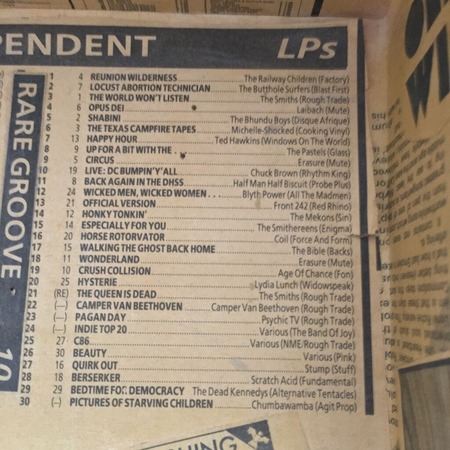 PENDENT LPs
RARE GROOVE
10
1 4 REUNION WILDERNESS The Railway Children (Factory)
2 7 LOCUST ABORTION TECHNICIAN The Butthole Surfers (Blast First)
3 1 THE WORLD WON'T LISTEN The Smiths (Rough Trade)
4 6 OPUS DEI Laibach (Mute)
5 2 SHABINI The Bhundu Boys (Disque Afrique)
6 3 THE TEXAS CAMPFIRE TAPES Michelle-Shocked (Cooking Vinyl)
7 13 HAPPY HOUR Ted Hawkins (Windows On The World)
8 9 UP FOR A BIT WITH THE The Pastels (Glass)
9 5 CIRCUS Erasure (Mute)
10 19 LIVE: DC BUMPIN'Y'ALL Chuck Brown (Rhythm King)
11 8 BACK AGAIN IN THE DHSS Half Man Half Biscuit (Probe Plus)
12 24 WICKED MEN, WICKED WOMEN Blyth Power (All The Madmen)
13 21 OFFICIAL VERSION Front 242 (Red Rhino)
14 12 HONKY TONKIN' The Mekons (Sin)
15 14 ESPECIALLY FOR YOU The Smithereens (Enigma)
16 20 HORSE ROTORVATOR Coil (Force And Form)
17 15 WALKING THE GHOST BACK HOME The Bible (Backs)
18 11 WONDERLAND Erasure (Mute)
19 10 CRUSH COLLISION Age Of Chance (Fon)
20 25 HYSTERIE Lydia Lunch (Widowspeak)
21 (RE) THE QUEEN IS DEAD The Smiths (Rough Trade)
22 (—) CAMPER VAN BEETHOVEN Camper Van Beethoven (Rough Trade)
23 (—) PAGAN DAY Psychic TV (Rough Trade)
24 (—) INDIE TOP 20 Various (The Band Of Joy)
25 27 C86 Various (NME/Rough Trade)
26 30 BEAUTY Various (Pink)
27 16 QUIRK OUT Stump (Stuff)
28 18 BERSERKER Scratch Acid (Fundamental)
29 29 BEDTIME FOR DEMOCRACY The Dead Kennedys (Alternative Tentacles)
30 (–) PICTURES OF STARVING CHILDREN Chumbawamba (Agit Prop)